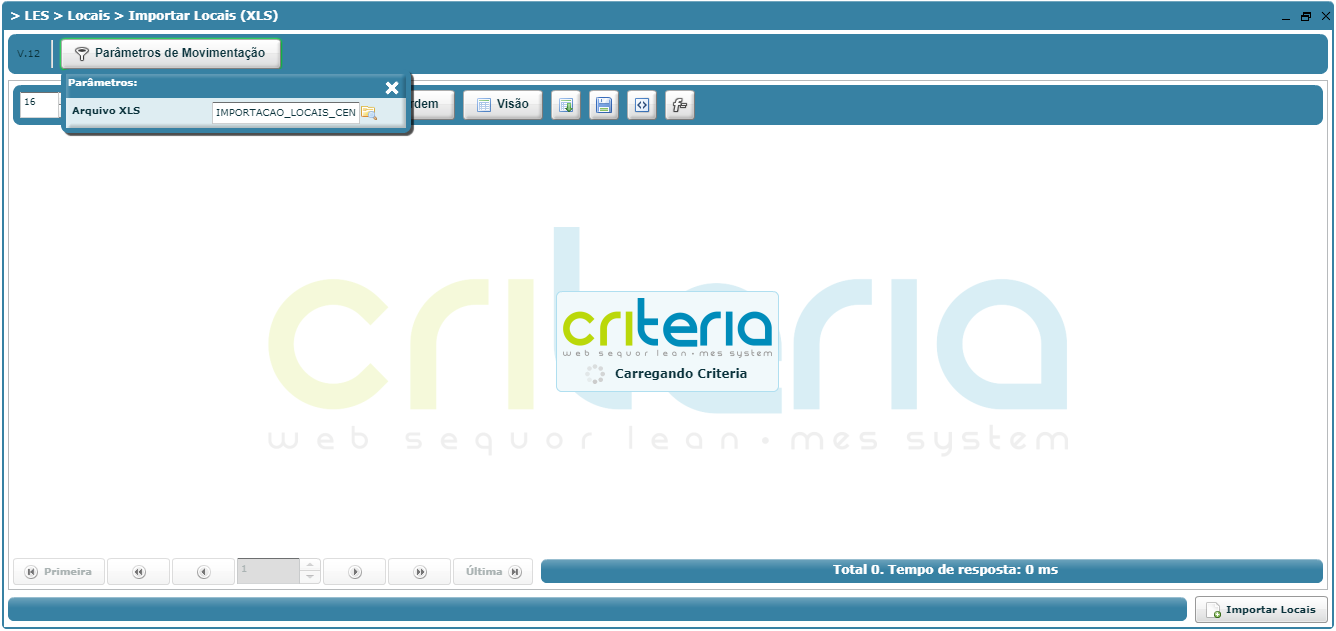 > LES > Locais > Importar Locais (XLS)
V.12
Parâmetros de Movimentação
Parâmetros:
16
Arquivo XLS
IMPORTACAO_LOCAIS_CEN
rdem
Visão
criteria
web sequor lean·mes system
Carregando Criteria
criteria
web sequor lean·mes system
Primeira
1
Última
Total 0. Tempo de resposta: 0 ms
Importar Locais